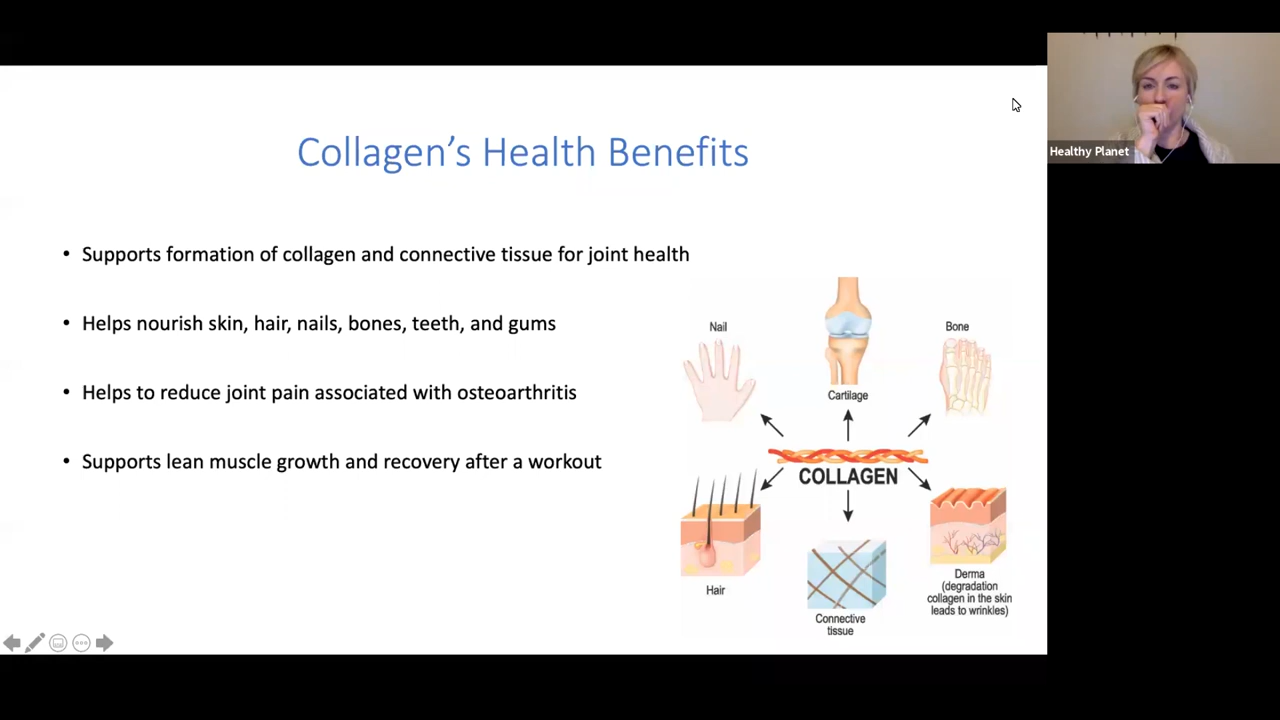 Collagen's Health Benefits
• Supports formation of collagen and connective tissue for joint health
• Helps nourish skin, hair, nails, bones, teeth, and gums
• Helps to reduce joint pain associated with osteoarthritis
• Supports lean muscle growth and recovery after a workout
Nail
Cartilage
Bone
COLLAGEN
Hair
Connective
tissue
Derma
(degradation
collagen in the skin
leads to wrinkles)
Healthy Planet